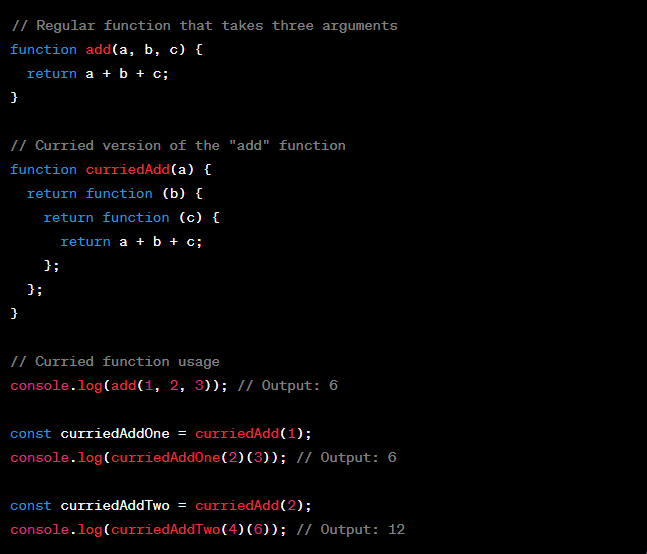 // Regular function that takes three arguments
function add(a, b, c) {
  return a + b + c;
}

// Curried version of the "add" function
function curriedAdd(a) {
  return function (b) {
    return function (c) {
      return a + b + c;
    };
  };
}

// Curried function usage
console.log(add(1, 2, 3)); // Output: 6

const curriedAddOne = curriedAdd(1);
console.log(curriedAddOne(2)(3)); // Output: 6

const curriedAddTwo = curriedAdd(2);
console.log(curriedAddTwo(4)(6)); // Output: 12